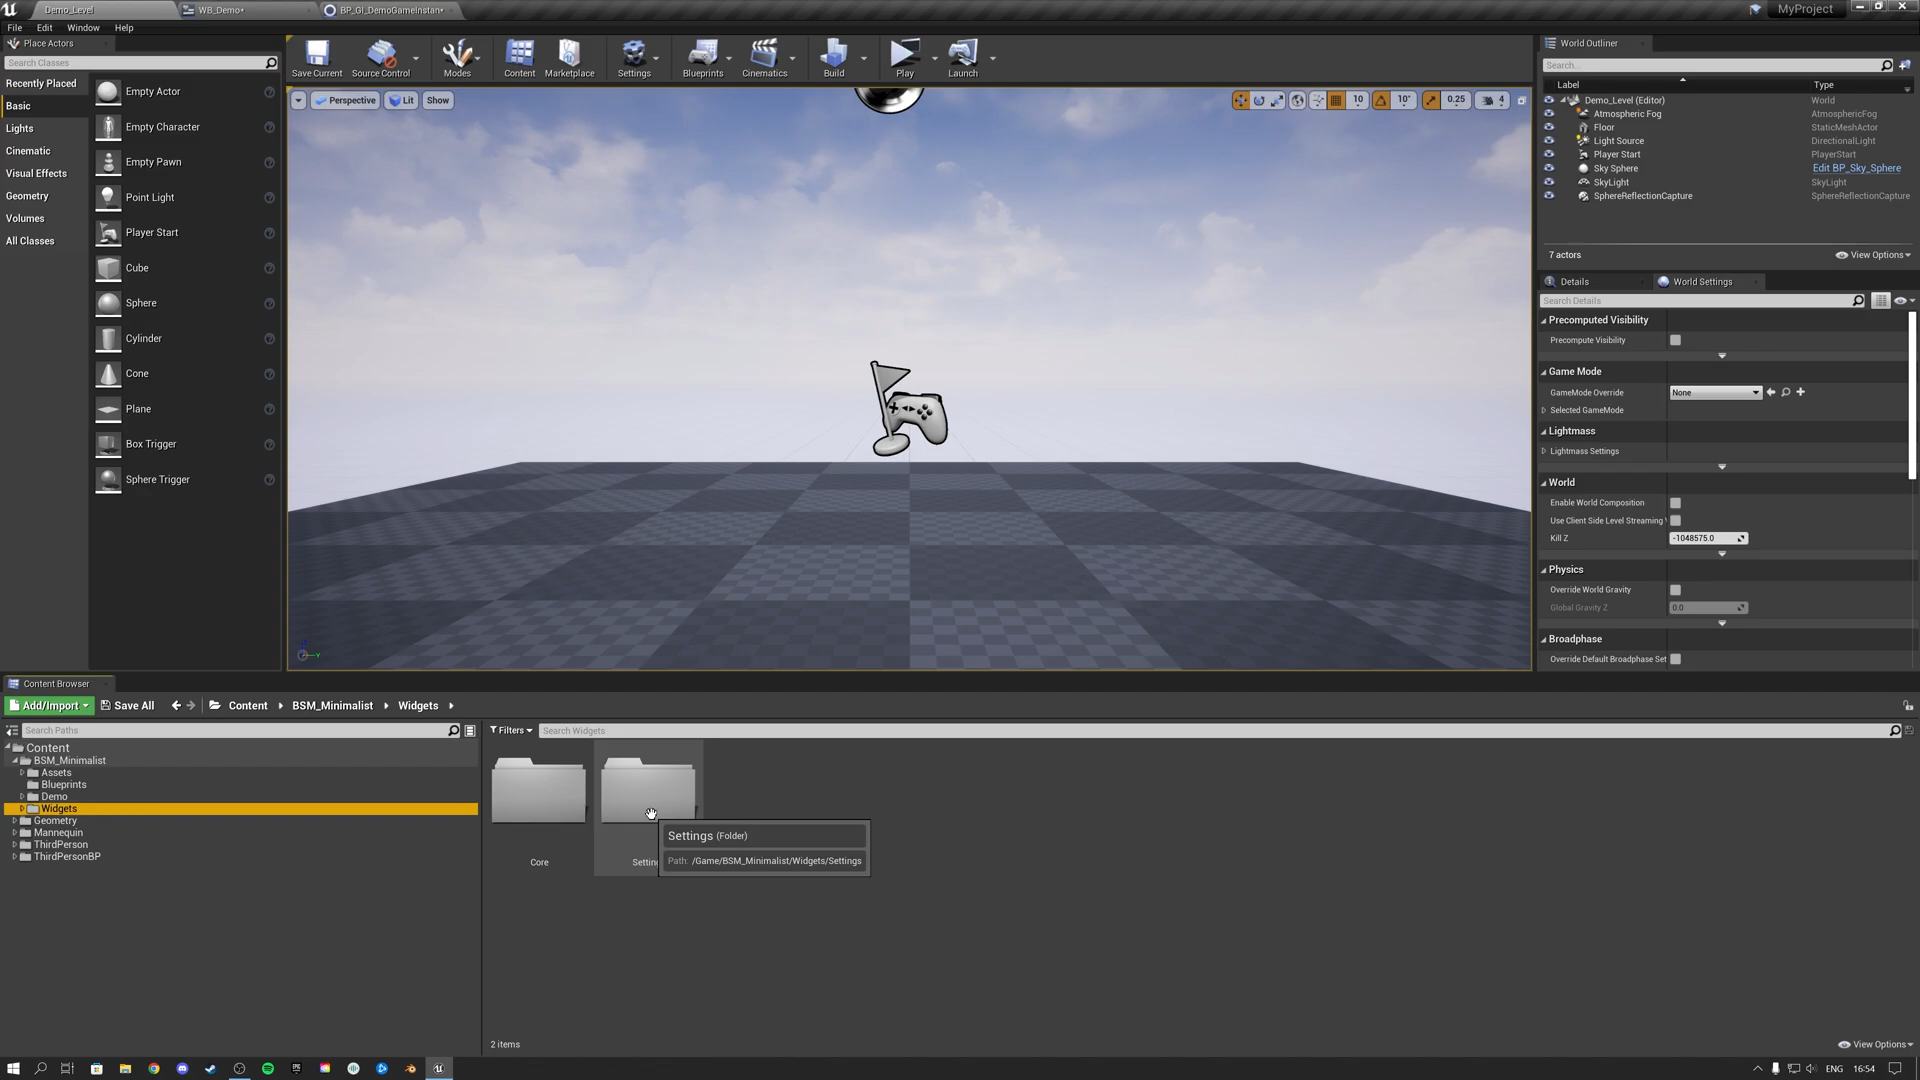 Demo_Level
WB_Demo*
BP_GI_DemoGameInstan*
MyProject
File
Edit
Window
Help
Place Actors
Search Classes
Recently Placed
Basic
Lights
Cinematic
Visual Effects
Geometry
Volumes
All Classes
Empty Actor
Empty Character
Empty Pawn
Point Light
Player Start
Cube
Sphere
Cylinder
Cone
Plane
Box Trigger
Sphere Trigger
Save Current
Source Control
Modes
Content
Marketplace
Settings
Blueprints
Cinematics
Build
Play
Launch
Perspective
Lit
Show
10
10°
0.25
4
World Outliner
Search...
Label
Type
Demo_Level (Editor)
World
Atmospheric Fog
AtmosphericFog
Floor
StaticMeshActor
Light Source
DirectionalLight
Player Start
PlayerStart
Sky Sphere
Edit BP_Sky_Sphere
SkyLight
SkyLight
SphereReflectionCapture
SphereReflectionCapture
7 actors
View Options
Details
World Settings
Search Details
Precomputed Visibility
Precompute Visibility
Game Mode
GameMode Override
None
Selected GameMode
Lightmass
Lightmass Settings
World
Enable World Composition
Use Client Side Level Streaming
Kill Z
-1048575.0
Physics
Override World Gravity
Global Gravity Z
0.0
Broadphase
Override Default Broadphase Set
Content Browser
Add/Import
Save All
Content
BSM_Minimalist
Widgets
Search Paths
Content
BSM_Minimalist
Assets
Blueprints
Demo
Widgets
Geometry
Mannequin
ThirdPerson
ThirdPersonBP
Filters
Search Widgets
Core
Setting
Settings (Folder)
Path: /Game/BSM_Minimalist/Widgets/Settings
2 items
View Options
ENG
16:54